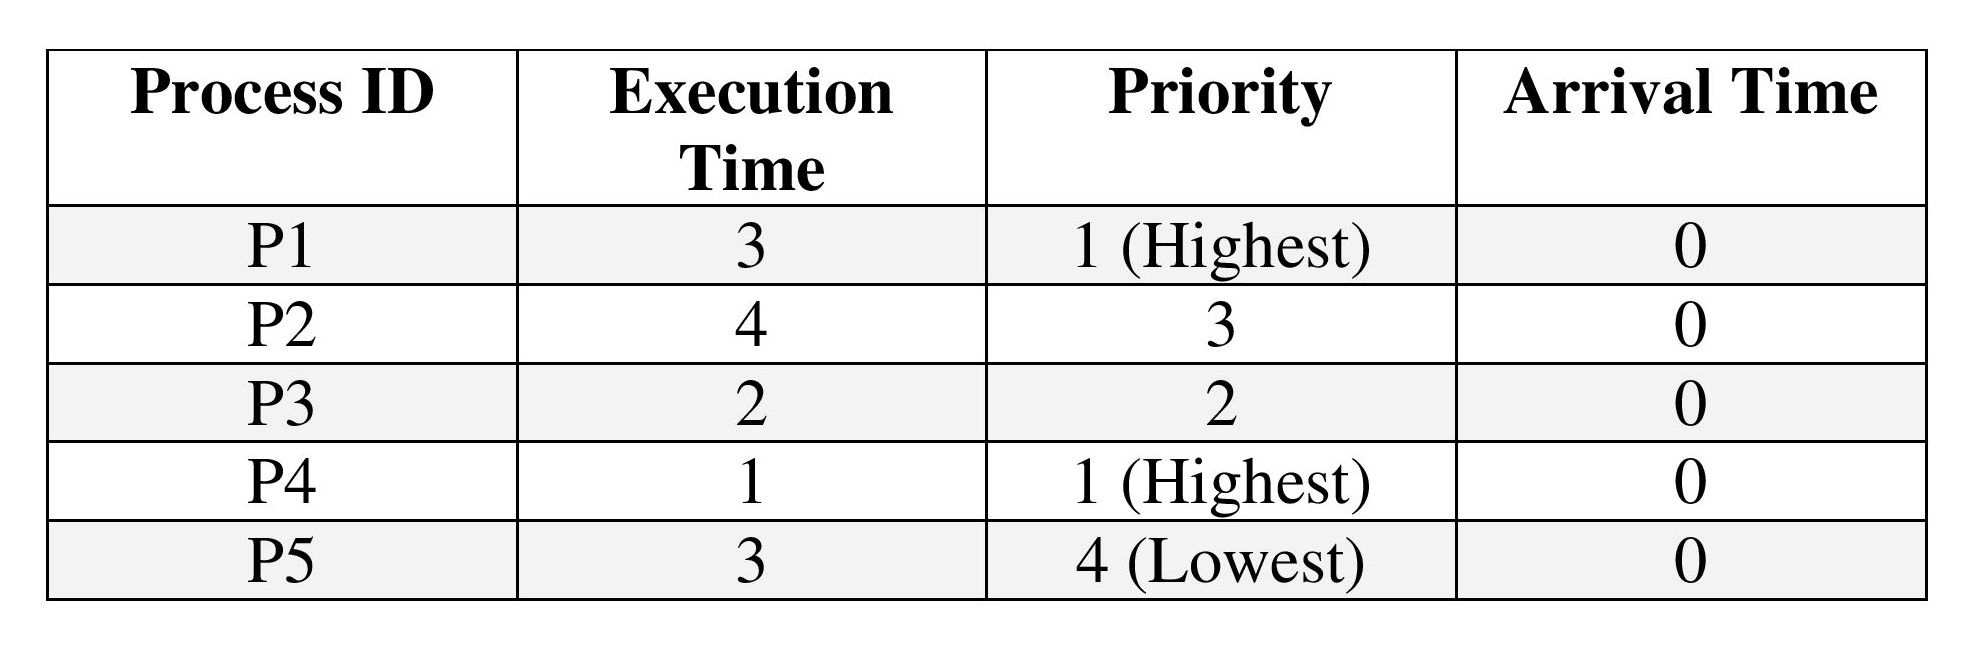 Process ID Execution Time Priority Arrival Time
P1 3 1 (Highest) 0
P2 4 3 0
P3 2 2 0
P4 1 1 (Highest) 0
P5 3 4 (Lowest) 0